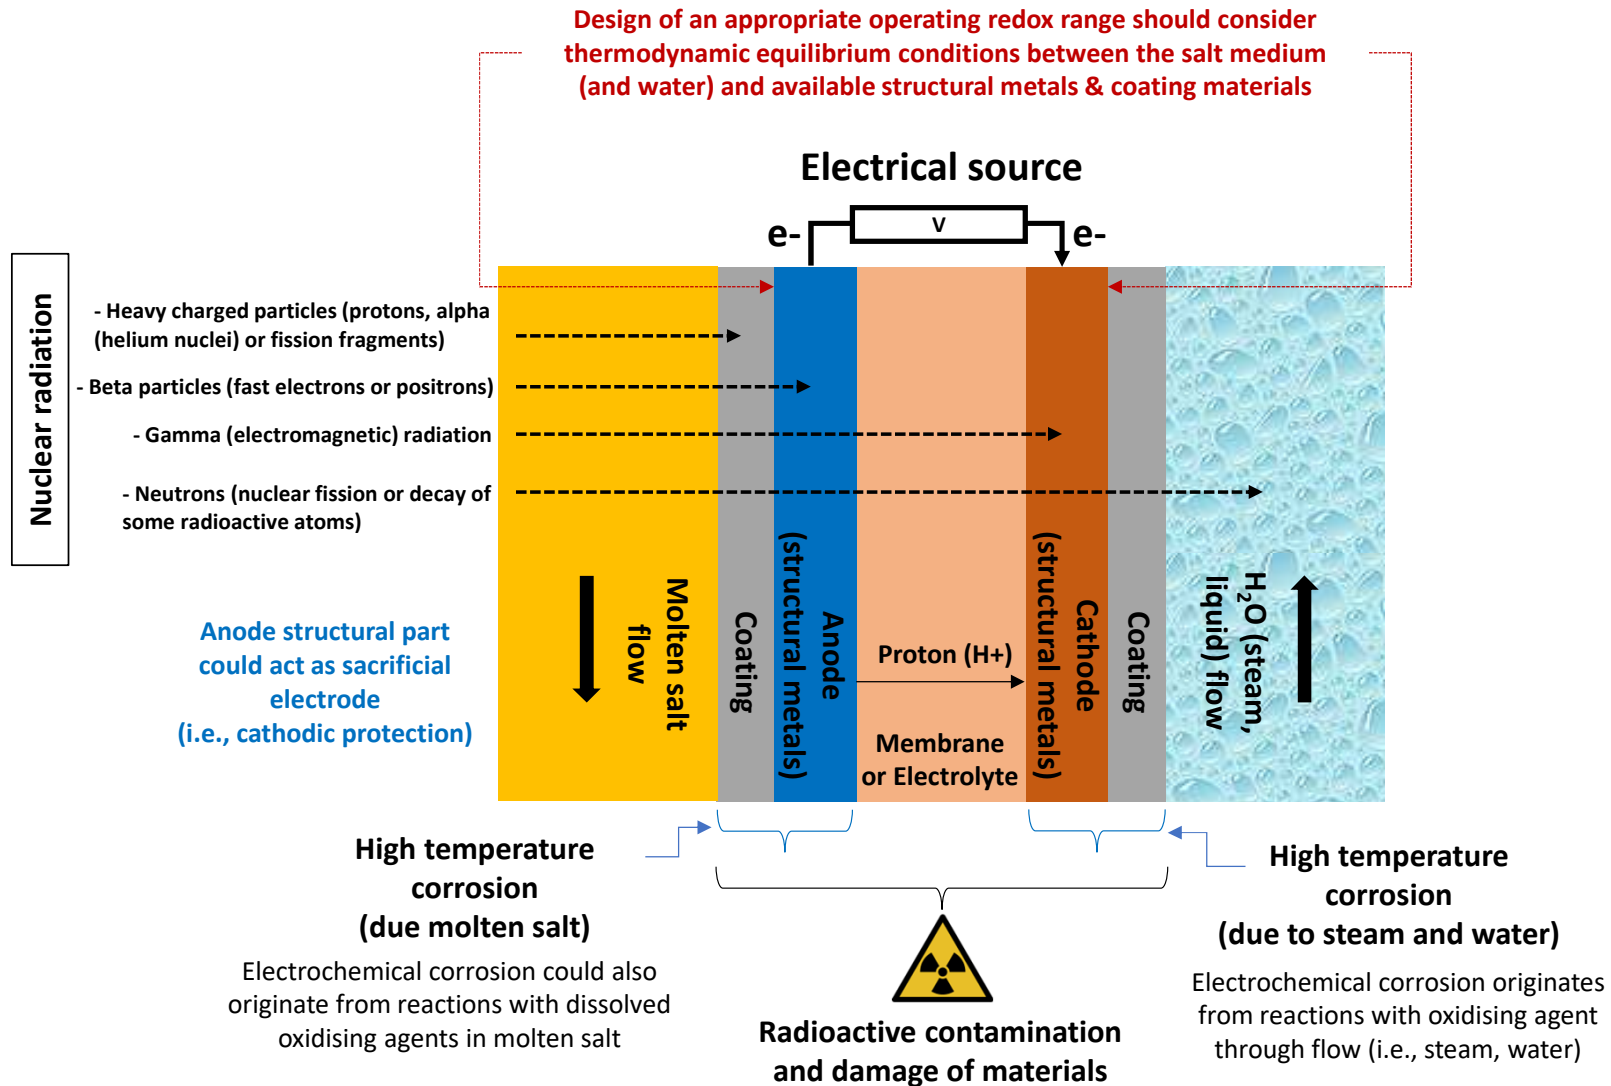 Design of an appropriate operating redox range should consider
thermodynamic equilibrium conditions between the salt medium
(and water) and available structural metals & coating materials
Electrical source
V
e-
e-
Nuclear radiation
- Heavy charged particles (protons, alpha
(helium nuclei) or fission fragments)
- Beta particles (fast electrons or positrons)
- Gamma (electromagnetic) radiation
- Neutrons (nuclear fission or decay of
some radioactive atoms)
Anode structural part
could act as sacrificial
electrode
(i.e., cathodic protection)
Molten salt
flow
Coating
Anode
(structural metals)
Proton (H+)
Membrane
or Electrolyte
Cathode
(structural metals)
Coating
H₂O (steam,
liquid) flow
High temperature
corrosion
(due molten salt)
Electrochemical corrosion could also
originate from reactions with dissolved
oxidising agents in molten salt
Radioactive contamination
and damage of materials
High temperature
corrosion
(due to steam and water)
Electrochemical corrosion originates
from reactions with oxidising agent
through flow (i.e., steam, water)